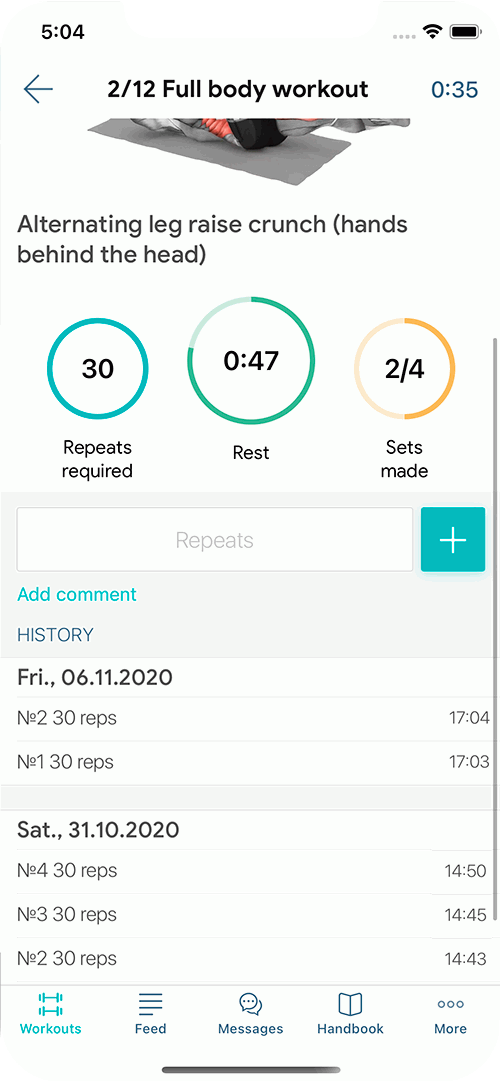 5:04
2/12 Full body workout 0:35
Alternating leg raise crunch (hands
behind the head)
30
0:47
2/4
Repeats
required
Rest
Sets
made
Repeats
Add comment
HISTORY
Fri., 06.11.2020
№2 30 reps 17:04
№1 30 reps 17:03
Sat., 31.10.2020
№4 30 reps 14:50
№3 30 reps 14:45
№2 30 reps 14:43
Workouts Feed Messages Handbook More